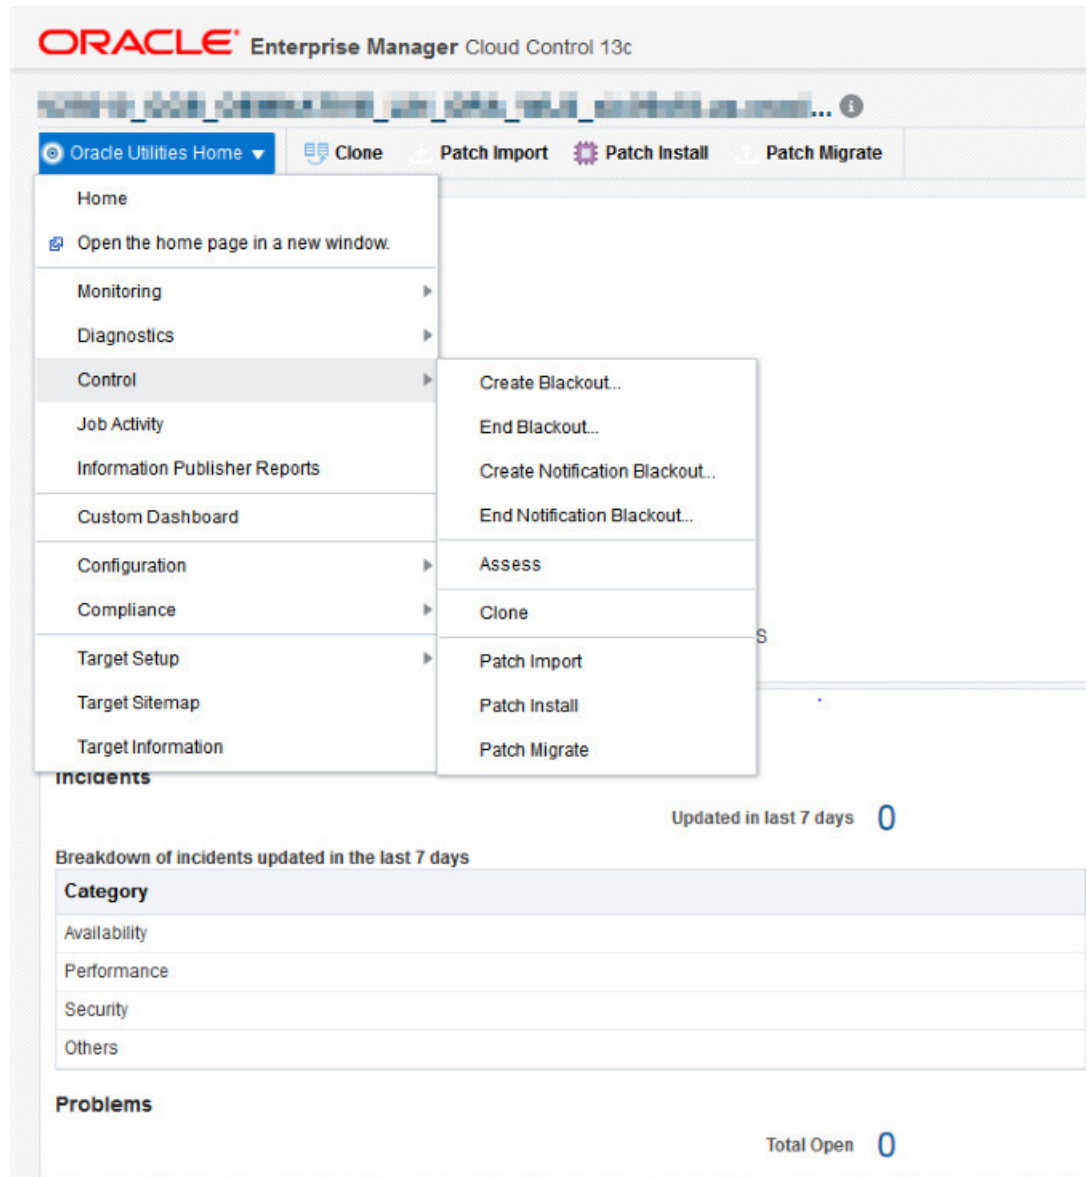 ORACLE Enterprise Manager Cloud Control 13c
...
Oracle Utilities Home Clone Patch Import Patch Install Patch Migrate
Home
Open the home page in a new window.
Monitoring
Diagnostics
Control
Job Activity
Information Publisher Reports
Custom Dashboard
Configuration
Compliance
Target Setup
Target Sitemap
Target Information
Create Blackout...
End Blackout...
Create Notification Blackout...
End Notification Blackout...
Assess
Clone
Patch Import
Patch Install
Patch Migrate
s
Incidents
Updated in last 7 days 0
Breakdown of incidents updated in the last 7 days
Category
Availability
Performance
Security
Others
Problems
Total Open 0